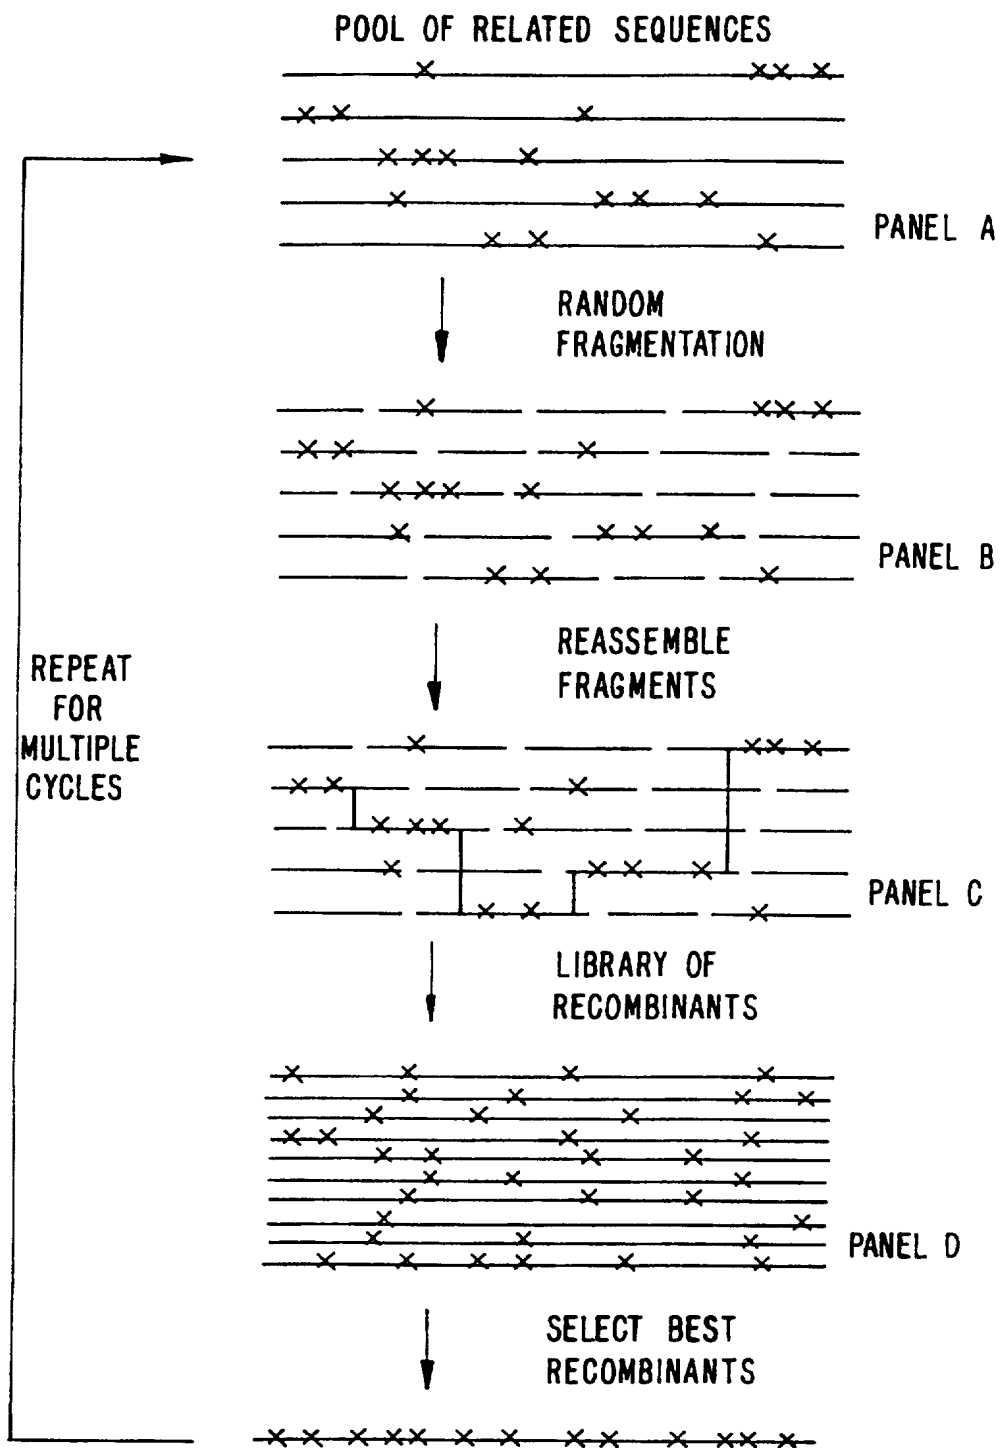 POOL OF RELATED SEQUENCES
PANEL A
RANDOM
FRAGMENTATION
PANEL B
REASSEMBLE
FRAGMENTS
REPEAT
FOR
MULTIPLE
CYCLES
PANEL C
LIBRARY OF
RECOMBINANTS
PANEL D
SELECT BEST
RECOMBINANTS